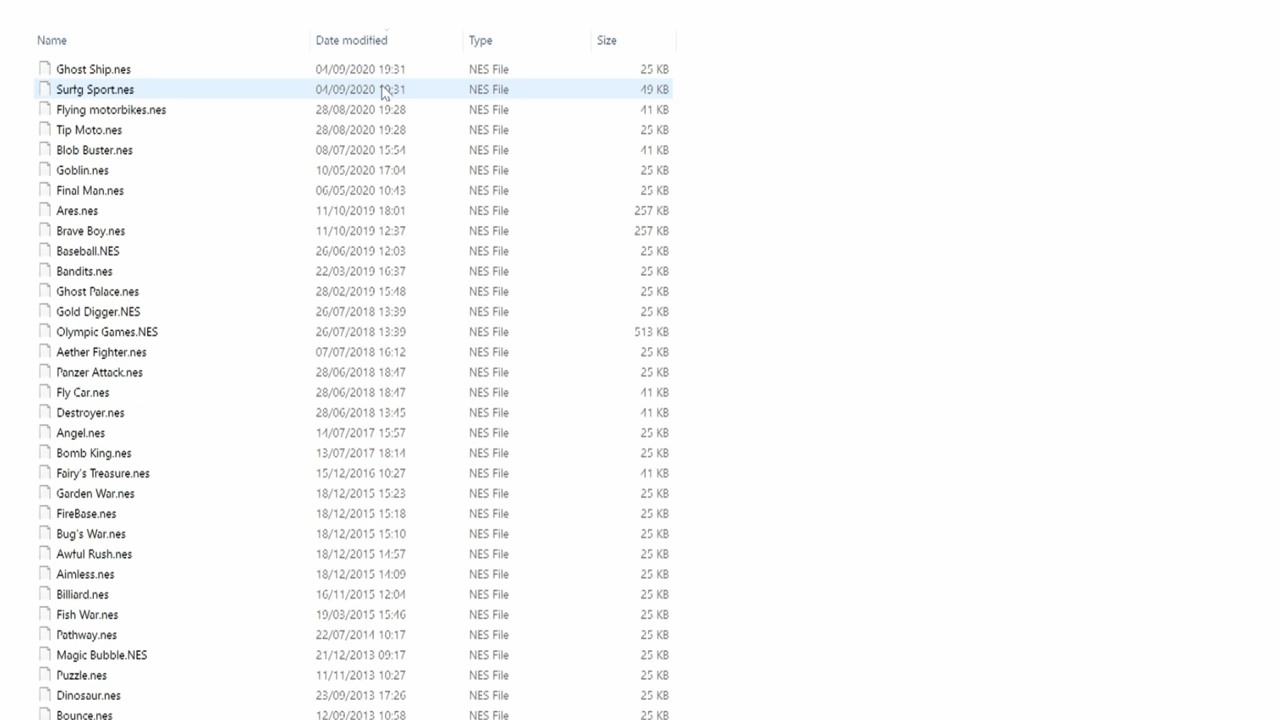 Name Date modified Type Size
Ghost Ship.nes 04/09/2020 19:31 NES File 25 KB
Surfg Sport.nes 04/09/2020 19:31 NES File 49 KB
Flying motorbikes.nes 28/08/2020 19:28 NES File 41 KB
Tip Moto.nes 28/08/2020 19:28 NES File 25 KB
Blob Buster.nes 08/07/2020 15:54 NES File 41 KB
Goblin.nes 10/05/2020 17:04 NES File 25 KB
Final Man.nes 06/05/2020 10:43 NES File 25 KB
Ares.nes 11/10/2019 18:01 NES File 257 KB
Brave Boy.nes 11/10/2019 12:37 NES File 257 KB
Baseball.NES 26/06/2019 12:03 NES File 25 KB
Bandits.nes 22/03/2019 16:37 NES File 25 KB
Ghost Palace.nes 28/02/2019 15:48 NES File 25 KB
Gold Digger.NES 26/07/2018 13:39 NES File 25 KB
Olympic Games.NES 26/07/2018 13:39 NES File 513 KB
Aether Fighter.nes 07/07/2018 16:12 NES File 25 KB
Panzer Attack.nes 28/06/2018 18:47 NES File 25 KB
Fly Car.nes 28/06/2018 18:47 NES File 41 KB
Destroyer.nes 28/06/2018 13:45 NES File 41 KB
Angel.nes 14/07/2017 15:57 NES File 25 KB
Bomb King.nes 13/07/2017 18:14 NES File 25 KB
Fairy's Treasure.nes 15/12/2016 10:27 NES File 41 KB
Garden War.nes 18/12/2015 15:23 NES File 25 KB
FireBase.nes 18/12/2015 15:18 NES File 25 KB
Bug's War.nes 18/12/2015 15:10 NES File 25 KB
Awful Rush.nes 18/12/2015 14:57 NES File 25 KB
Aimless.nes 18/12/2015 14:09 NES File 25 KB
Billiard.nes 16/11/2015 12:04 NES File 25 KB
Fish War.nes 19/03/2015 15:46 NES File 25 KB
Pathway.nes 22/07/2014 10:17 NES File 25 KB
Magic Bubble.NES 21/12/2013 09:17 NES File 25 KB
Puzzle.nes 11/11/2013 10:27 NES File 25 KB
Dinosaur.nes 23/09/2013 17:26 NES File 25 KB
Bounce.nes 12/09/2013 10:58 NES File 25 KB